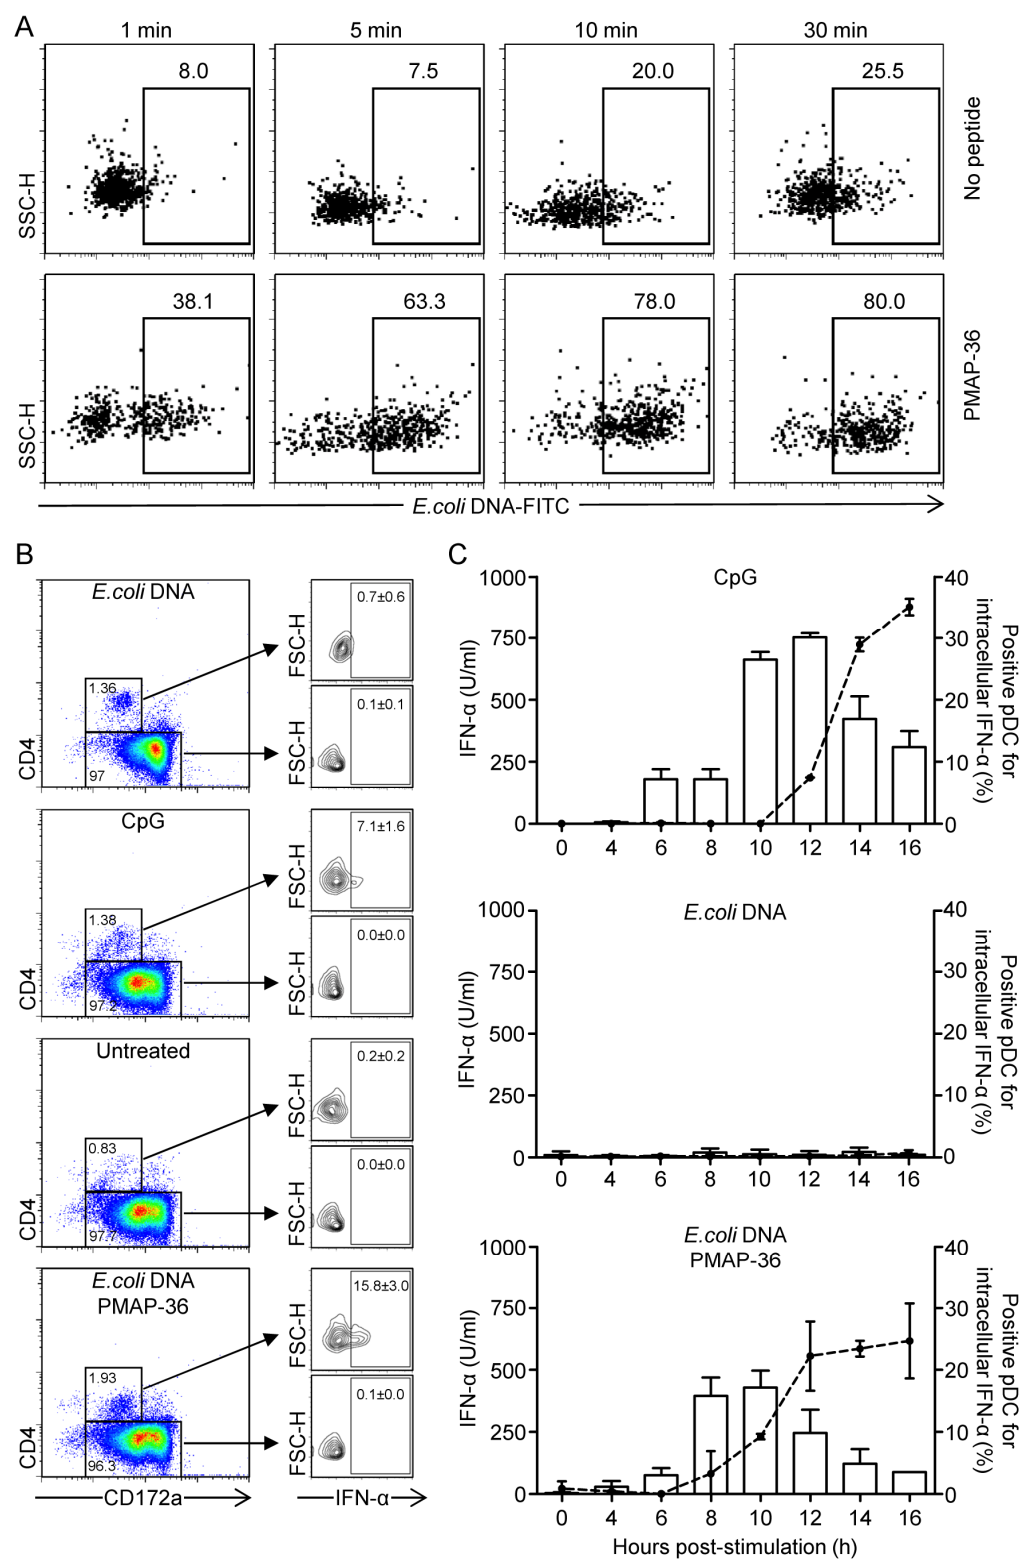 A
1 min
5 min
10 min
30 min
8.0
7.5
20.0
25.5
SSC-H
No peptide
38.1
63.3
78.0
80.0
SSC-H
PMAP-36
E.coli DNA-FITC
B
E.coli DNA
1.36
97
CD4
FSC-H
0.7±0.6
FSC-H
0.1±0.1
CpG
1.38
97.2
CD4
FSC-H
7.1±1.6
FSC-H
0.0±0.0
Untreated
0.83
97.7
CD4
FSC-H
0.2±0.2
FSC-H
0.0±0.0
E.coli DNA
PMAP-36
1.93
96.3
CD4
FSC-H
15.8±3.0
FSC-H
0.1±0.0
CD172a
IFN-α
C
CpG
IFN-α (U/ml)
1000
750
500
250
0
40
30
20
10
0
Positive pDC for
intracellular IFN-α (%)
0 4 6 8 10 12 14 16
E.coli DNA
IFN-α (U/ml)
1000
750
500
250
0
40
30
20
10
0
Positive pDC for
intracellular IFN-α (%)
0 4 6 8 10 12 14 16
E.coli DNA
PMAP-36
IFN-α (U/ml)
1000
750
500
250
0
40
30
20
10
0
Positive pDC for
intracellular IFN-α (%)
0 4 6 8 10 12 14 16
Hours post-stimulation (h)